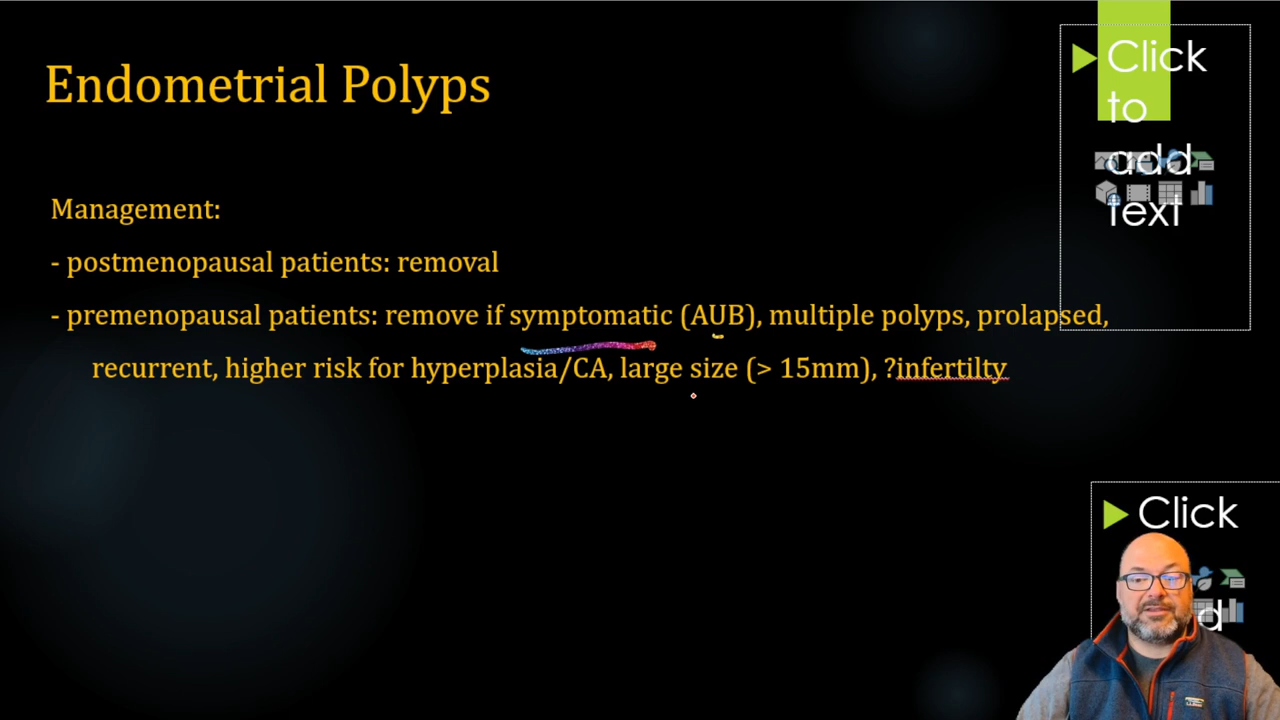 Endometrial Polyps
Management:
- postmenopausal patients: removal
- premenopausal patients: remove if symptomatic (AUB), multiple polyps, prolapsed,
recurrent, higher risk for hyperplasia/CA, large size (> 15mm), ?infertilty
Click
to
add
text
Click
d